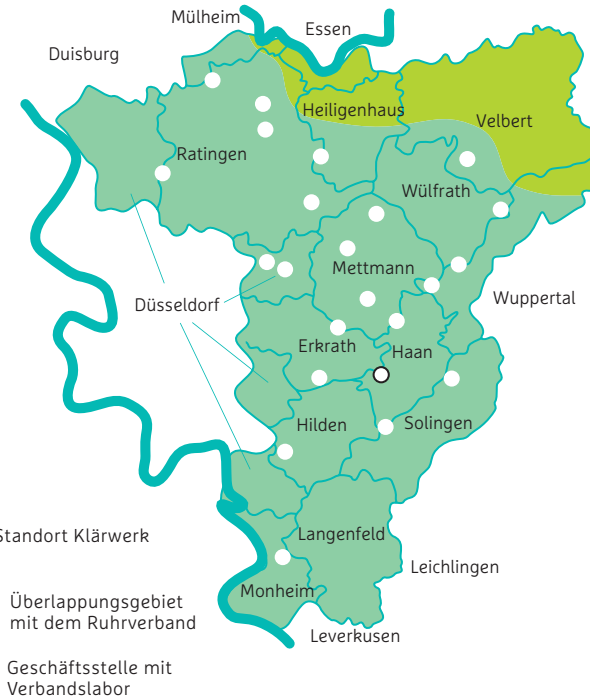 Mülheim
Essen
Duisburg
Heiligenhaus
Velbert
Ratingen
Wülfrath
Mettmann
Wuppertal
Düsseldorf
Erkrath
Haan
Hilden
Solingen
Standort Klärwerk
Langenfeld
Leichlingen
Monheim
Überlappungsgebiet
mit dem Ruhrverband
Leverkusen
Geschäftsstelle mit
Verbandslabor